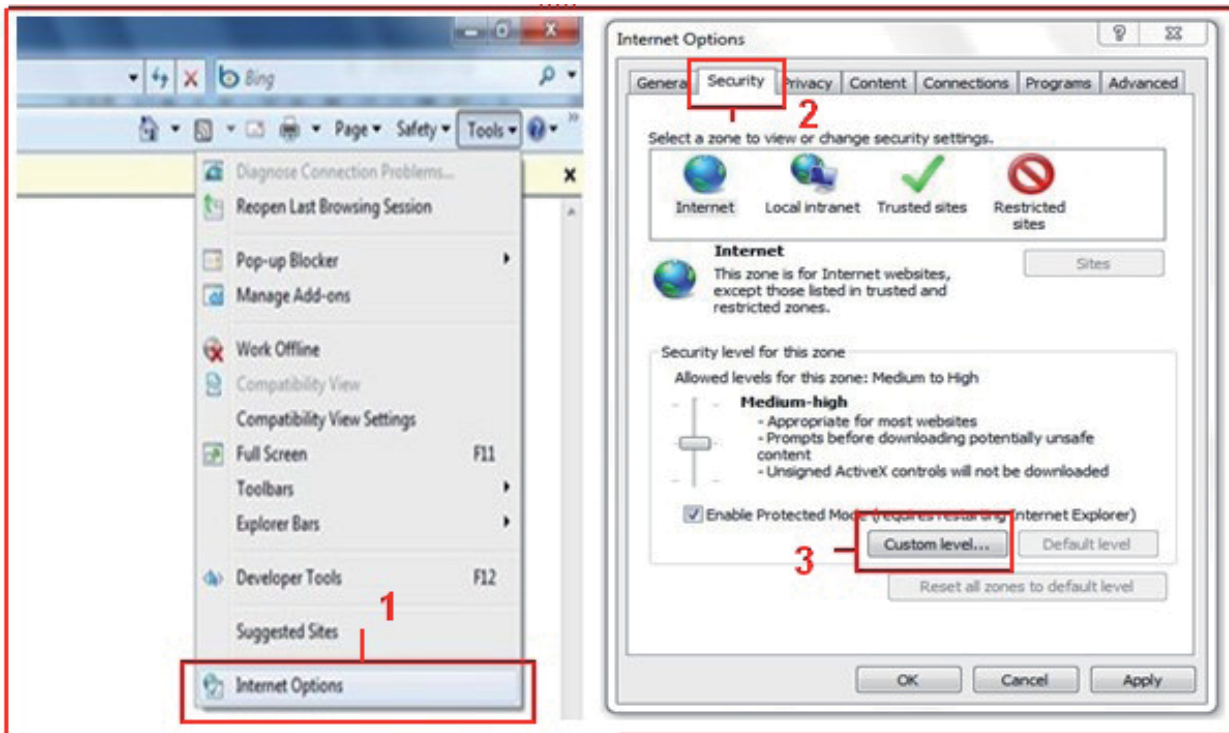 Bing
Page Safety Tools
Diagnose Connection Problems...
Reopen Last Browsing Session
Pop-up Blocker
Manage Add-ons
Work Offline
Compatibility View
Compatibility View Settings
Full Screen F11
Toolbars
Explorer Bars
Developer Tools F12
1
Suggested Sites
Internet Options
Internet Options
General Security Privacy Content Connections Programs Advanced
2
Select a zone to view or change security settings.
Internet Local intranet Trusted sites Restricted
sites
Internet
Sites
This zone is for Internet websites,
except those listed in trusted and
restricted zones.
Security level for this zone
Allowed levels for this zone: Medium to High
Medium-high
- Appropriate for most websites
- Prompts before downloading potentially unsafe
content
- Unsigned ActiveX controls will not be downloaded
Enable Protected Mode (requires restarting Internet Explorer)
3
Custom level... Default level
Reset all zones to default level
OK Cancel Apply